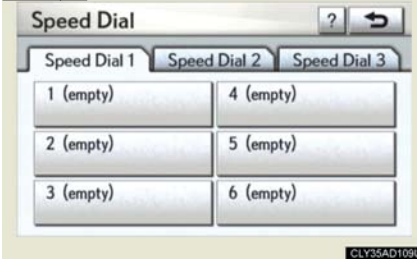 Speed Dial ?
Speed Dial 1 Speed Dial 2 Speed Dial 3
1 (empty) 4 (empty)
2 (empty) 5 (empty)
3 (empty) 6 (empty)